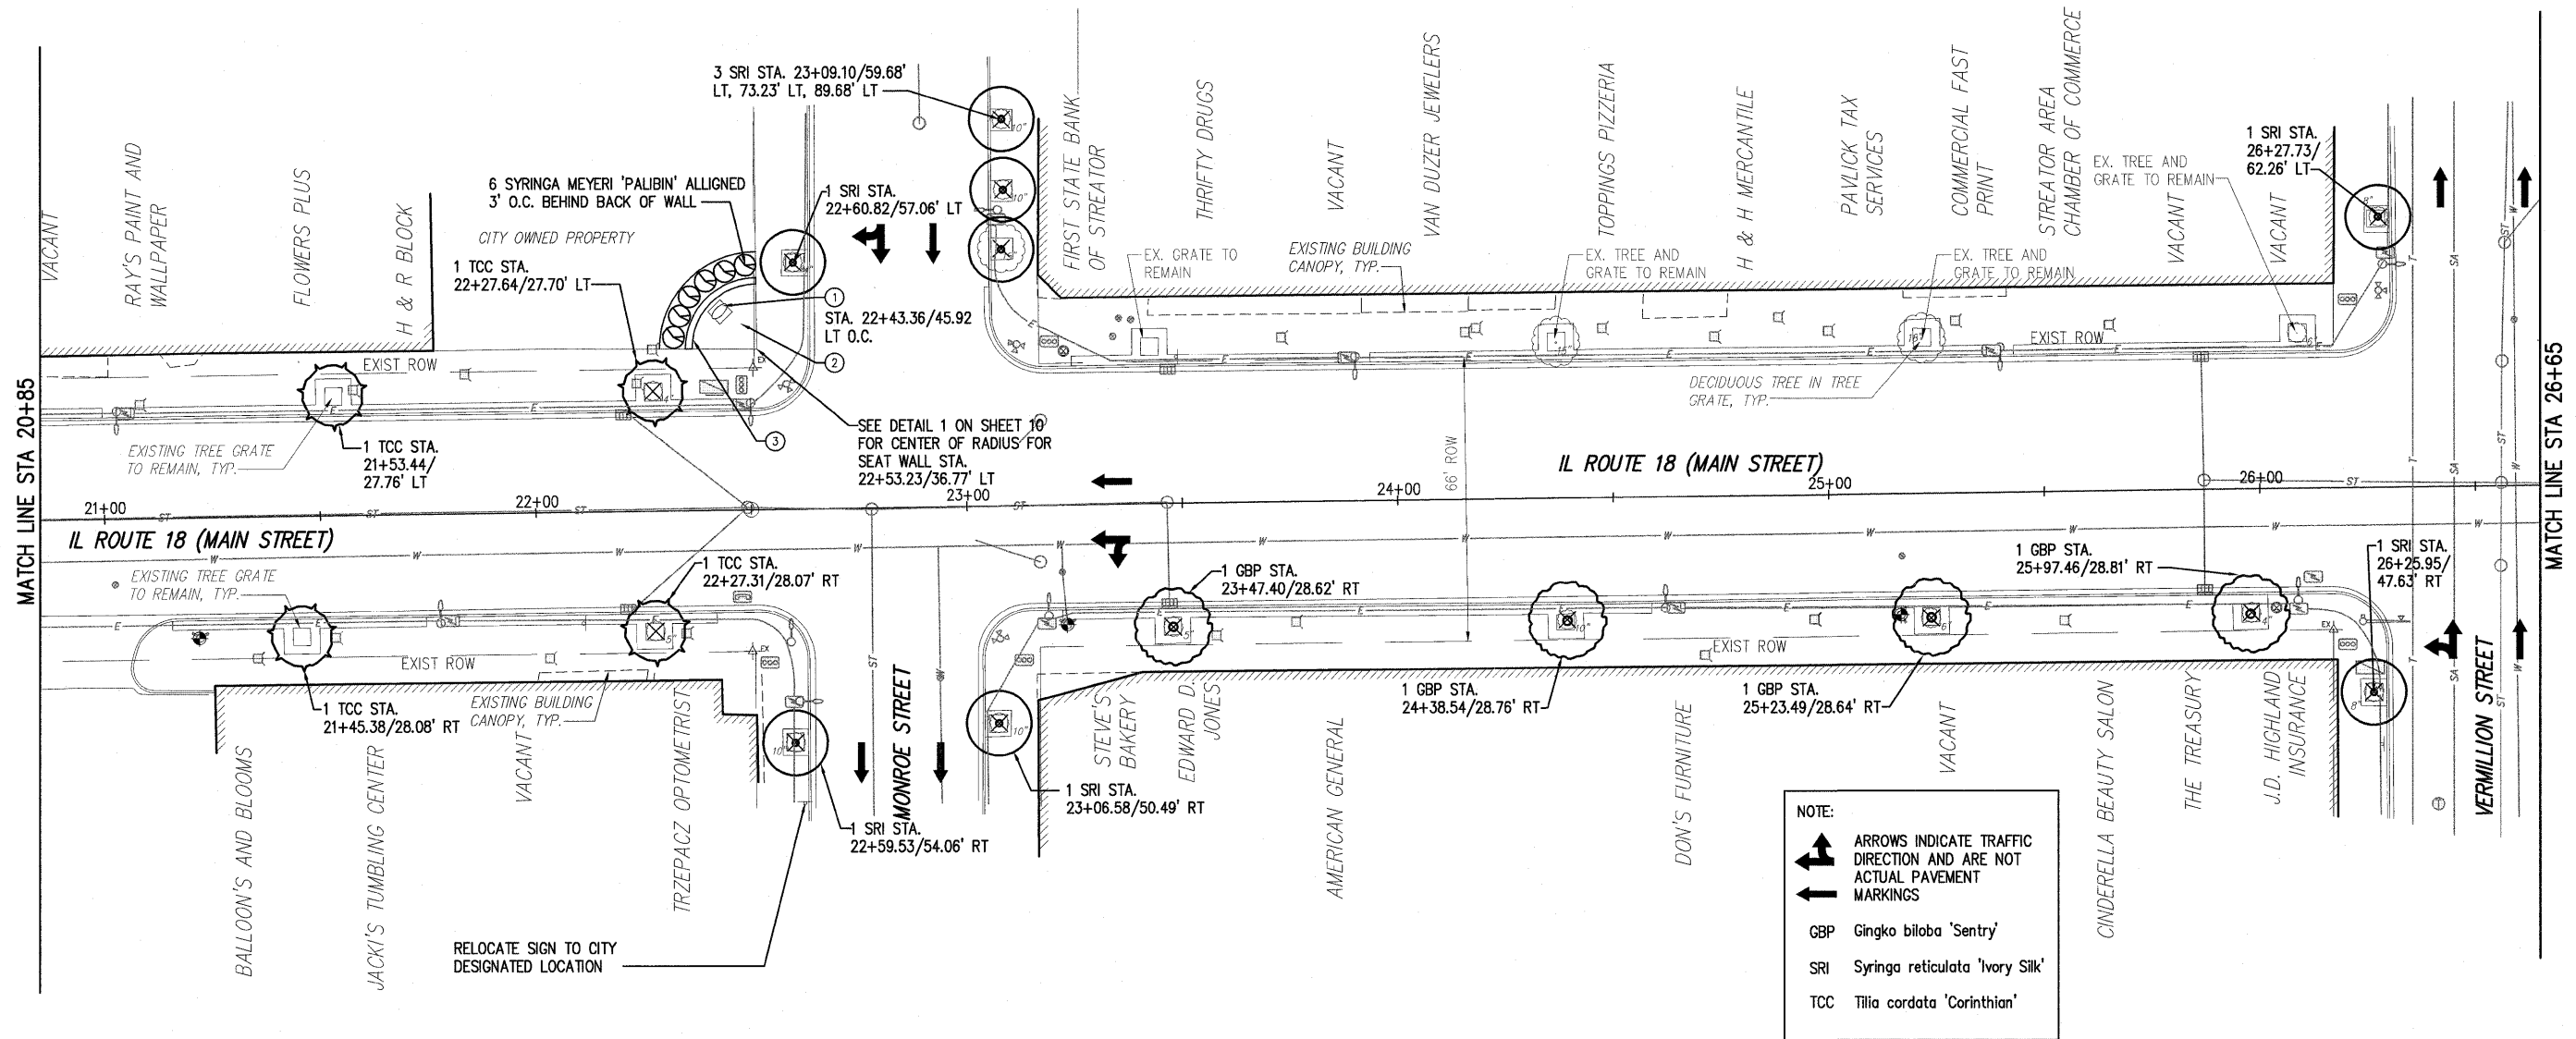 MATCH LINE STA 20+85
VACANT
RAY'S PAINT AND
WALLPAPER
FLOWERS PLUS
H & R BLOCK
6 SYRINGA MEYERI 'PALIBIN' ALLIGNED
3' O.C. BEHIND BACK OF WALL
CITY OWNED PROPERTY
1 TCC STA.
22+27.64/27.70' LT
3 SRI STA. 23+09.10/59.68'
LT, 73.23' LT, 89.68' LT
1 SRI STA.
22+60.82/57.06' LT
1
STA. 22+43.36/45.92
LT O.C.
2
3
SEE DETAIL 1 ON SHEET 10
FOR CENTER OF RADIUS FOR
SEAT WALL STA.
22+53.23/36.77' LT
10"
10"
FIRST STATE BANK
OF STREATOR
THRIFTY DRUGS
VACANT
VAN DUZER JEWELERS
TOPPINGS PIZZERIA
H & H MERCANTILE
PAVLICK TAX
SERVICES
COMMERCIAL FAST
PRINT
STREATOR AREA
CHAMBER OF COMMERCE
VACANT
VACANT
EX. GRATE TO
REMAIN
EXISTING BUILDING
CANOPY, TYP.
EX. TREE AND
GRATE TO REMAIN
EX. TREE AND
GRATE TO REMAIN
EX. TREE AND
GRATE TO REMAIN
1 SRI STA.
26+27.73/
62.26' LT
8"
EXIST ROW
EXIST ROW
DECIDUOUS TREE IN TREE
GRATE, TYP.
EXISTING TREE GRATE
TO REMAIN, TYP.
1 TCC STA.
21+53.44/
27.76' LT
66' ROW
IL ROUTE 18 (MAIN STREET)
21+00
22+00
23+00
24+00
25+00
26+00
IL ROUTE 18 (MAIN STREET)
MATCH LINE STA 26+65
EXISTING TREE GRATE
TO REMAIN, TYP.
1 TCC STA.
22+27.31/28.07' RT
5"
1 GBP STA.
23+47.40/28.62' RT
5"
10"
6"
4"
1 GBP STA.
25+97.46/28.81' RT
1 SRI STA.
26+25.95/
47.63' RT
8"
EX
EX
EXIST ROW
EXIST ROW
1 TCC STA.
21+45.38/28.08' RT
EXISTING BUILDING
CANOPY, TYP.
1 GBP STA.
24+38.54/28.76' RT
1 GBP STA.
25+23.49/28.64' RT
10"
10"
1 SRI STA.
23+06.58/50.49' RT
1 SRI STA.
22+59.53/54.06' RT
MONROE STREET
VERMILLION STREET
BALLOON'S AND BLOOMS
JACKI'S TUMBLING CENTER
VACANT
TRZEPACZ OPTOMETRIST
STEVE'S
BAKERY
EDWARD D.
JONES
AMERICAN GENERAL
DON'S FURNITURE
VACANT
CINDERELLA BEAUTY SALON
THE TREASURY
J.D. HIGHLAND
INSURANCE
RELOCATE SIGN TO CITY
DESIGNATED LOCATION
NOTE:
ARROWS INDICATE TRAFFIC
DIRECTION AND ARE NOT
ACTUAL PAVEMENT
MARKINGS
GBP Gingko biloba 'Sentry'
SRI Syringa reticulata 'Ivory Silk'
TCC Tilia cordata 'Corinthian'